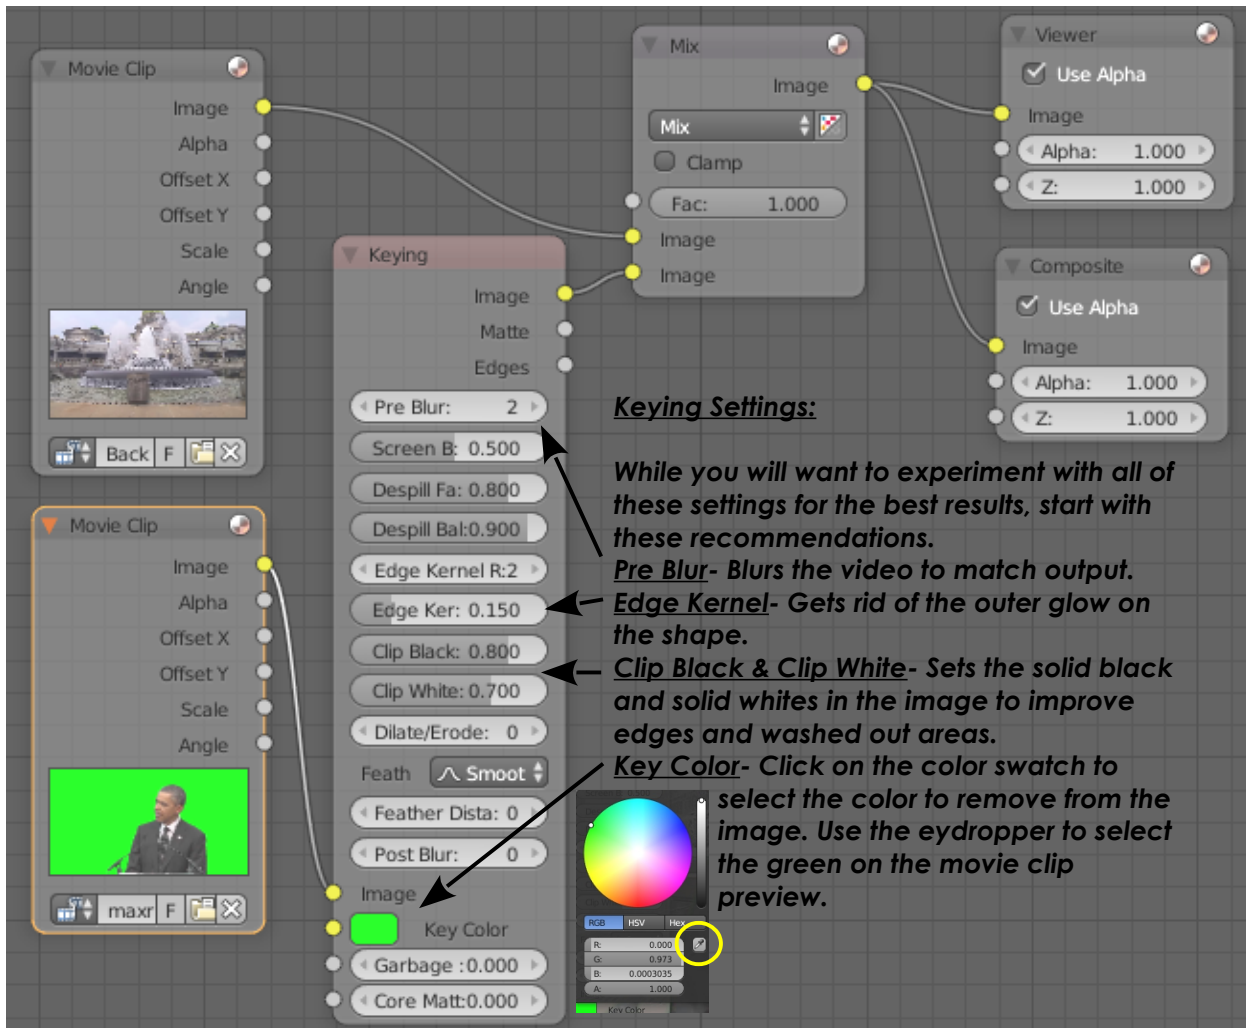 Movie Clip
Image
Alpha
Offset X
Offset Y
Scale
Angle
Back F
Movie Clip
Image
Alpha
Offset X
Offset Y
Scale
Angle
maxr F
Keying
Image
Matte
Edges
Pre Blur: 2
Screen B: 0.500
Despill Fa: 0.800
Despill Bal:0.900
Edge Kernel R:2
Edge Ker: 0.150
Clip Black: 0.800
Clip White: 0.700
Dilate/Erode: 0
Feath Smoot
Feather Dista: 0
Post Blur: 0
Image
Key Color
Garbage :0.000
Core Matt:0.000
Mix
Image
Mix
Clamp
Fac: 1.000
Image
Image
Viewer
Use Alpha
Image
Alpha: 1.000
Z: 1.000
Composite
Use Alpha
Image
Alpha: 1.000
Z: 1.000
Keying Settings:
While you will want to experiment with all of
these settings for the best results, start with
these recommendations.
Pre Blur- Blurs the video to match output.
Edge Kernel- Gets rid of the outer glow on
the shape.
Clip Black & Clip White- Sets the solid black
and solid whites in the image to improve
edges and washed out areas.
Key Color- Click on the color swatch to
select the color to remove from the
image. Use the eydropper to select
the green on the movie clip
preview.
RGB HSV Hex
R: 0.000
G: 0.973
B: 0.0003035
A: 1.000
Key Color